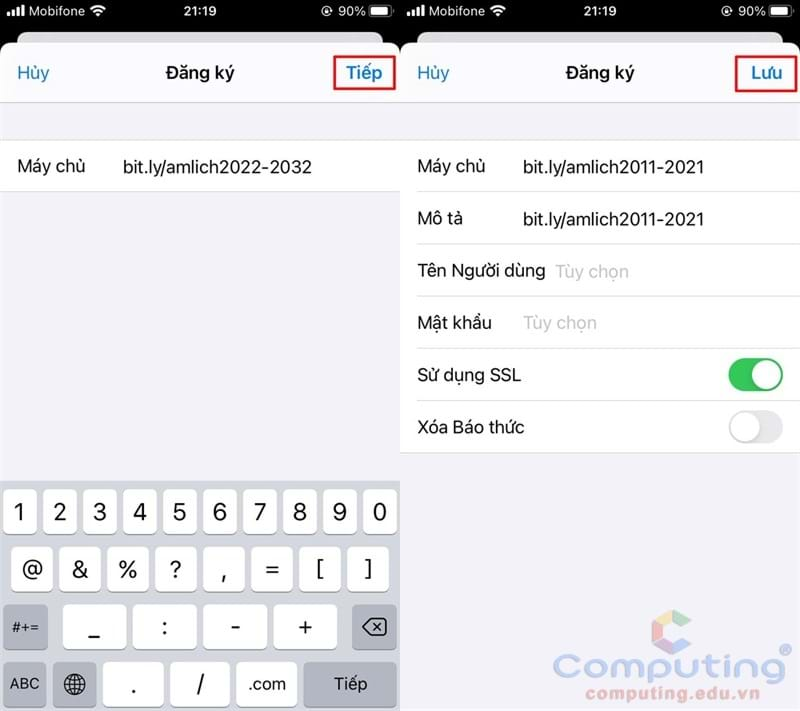 Mobifone 21:19 90%
Hủy Đăng ký Tiếp
Máy chủ bit.ly/amlich2022-2032
1 2 3 4 5 6 7 8 9 0
@ & % ? , = [ ]
#+= _ : - +
ABC . / .com Tiếp
Mobifone 21:19 90%
Hủy Đăng ký Lưu
Máy chủ bit.ly/amlich2011-2021
Mô tả bit.ly/amlich2011-2021
Tên Người dùng Tùy chọn
Mật khẩu Tùy chọn
Sử dụng SSL
Xóa Báo thức
Computing®
computing.edu.vn